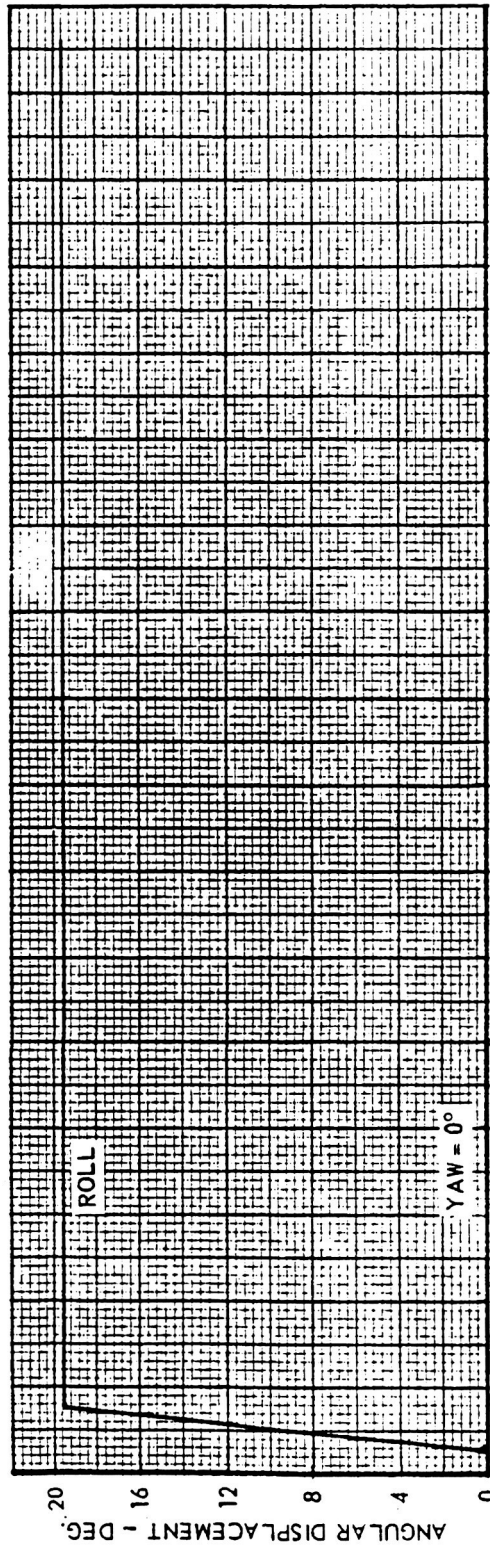 ANGULAR DISPLACEMENT – DEG.
20
16
12
8
4
0
ROLL
YAW = 0°